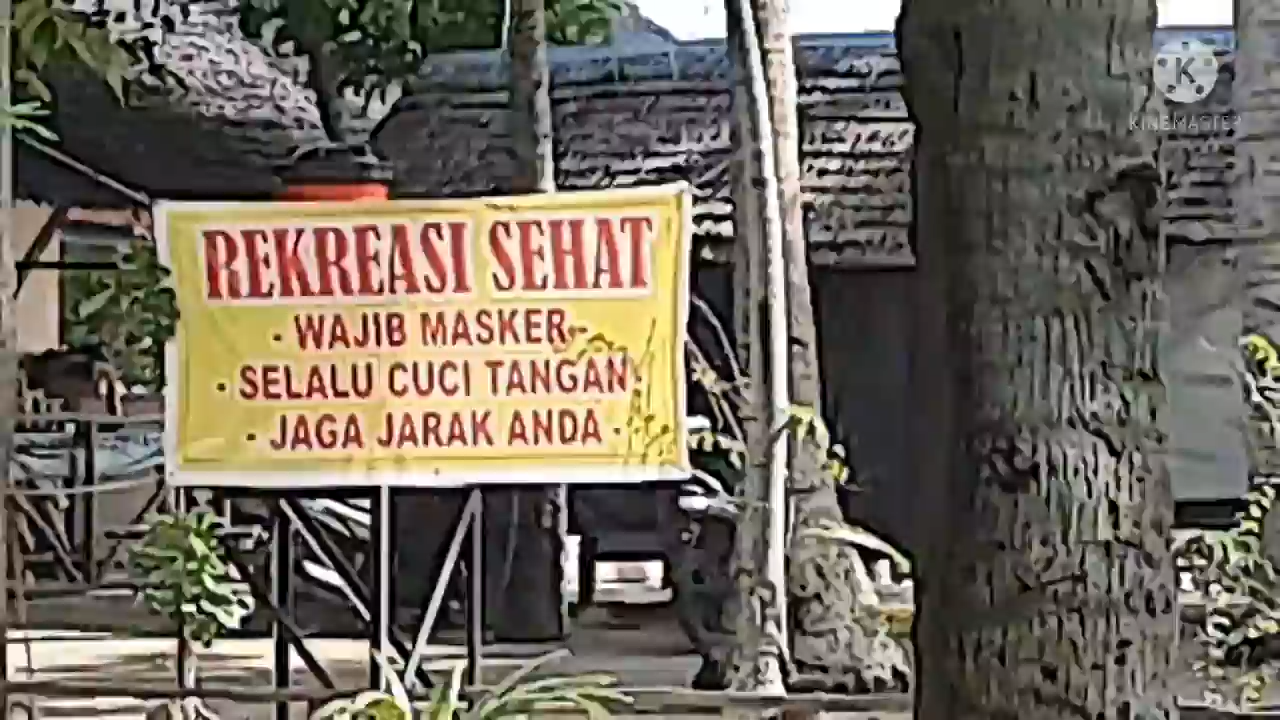 K
KINEMASTER
REKREASI SEHAT
- WAJIB MASKER-
- SELALU CUCI TANGAN -
- JAGA JARAK ANDA -